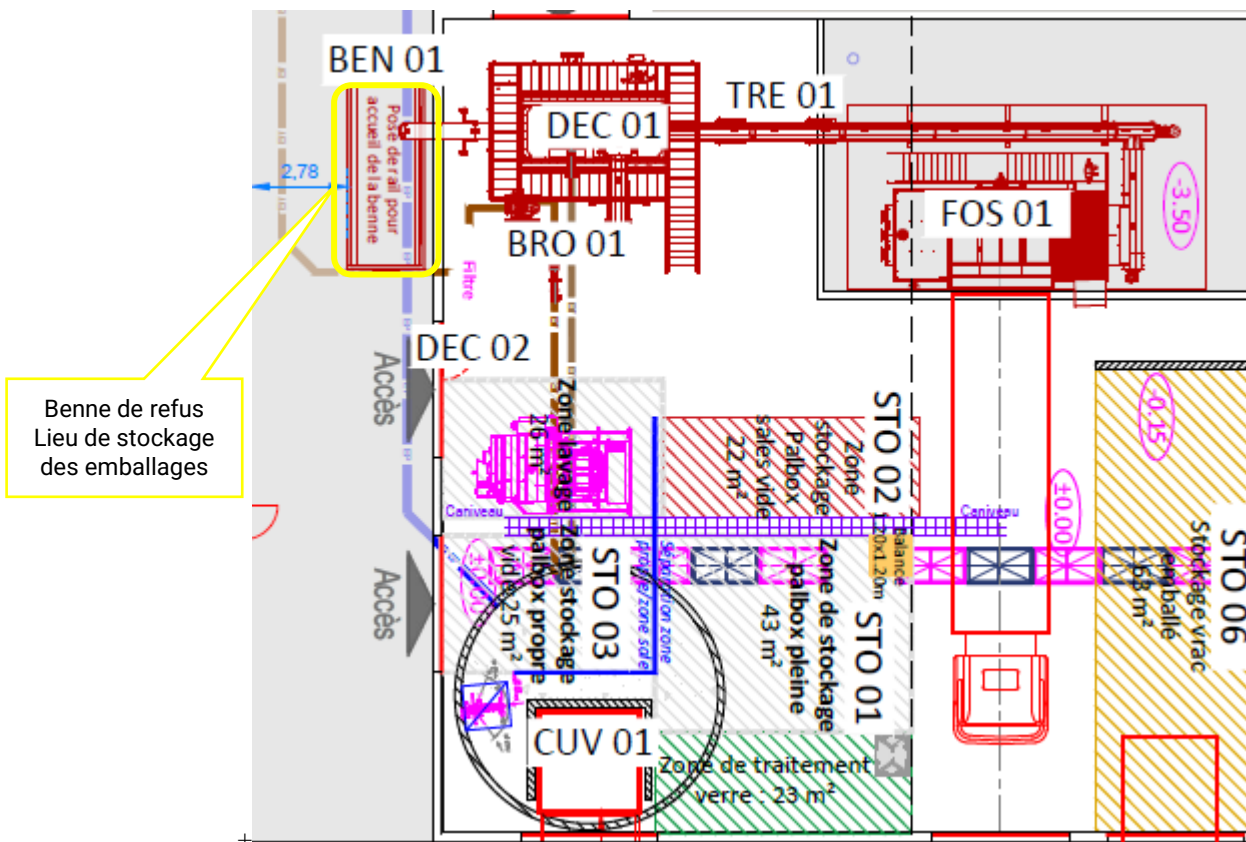 BEN 01
Pose de rail pour
accueil de la benne
2,78
DEC 01
TRE 01
FOS 01
-3.50
BRO 01
Filtre
DEC 02
Accès
Benne de refus
Lieu de stockage
des emballages
Zone lavage
26 m²
Zone
stockage
Palbox
sales vide
22 m²
STO 02
-0.15
±0.00
Caniveau
Caniveau
Balance
1.20x1.20m
Accès
Zone stockage
palbox propre
vide 25 m²
STO 03
Séparation zone
propre/zone sale
Zone de stockage
palbox pleine
43 m²
STO 01
STO 06
Stockage vrac
emballé
63 m²
CUV 01
Zone de traitement
verre : 23 m²